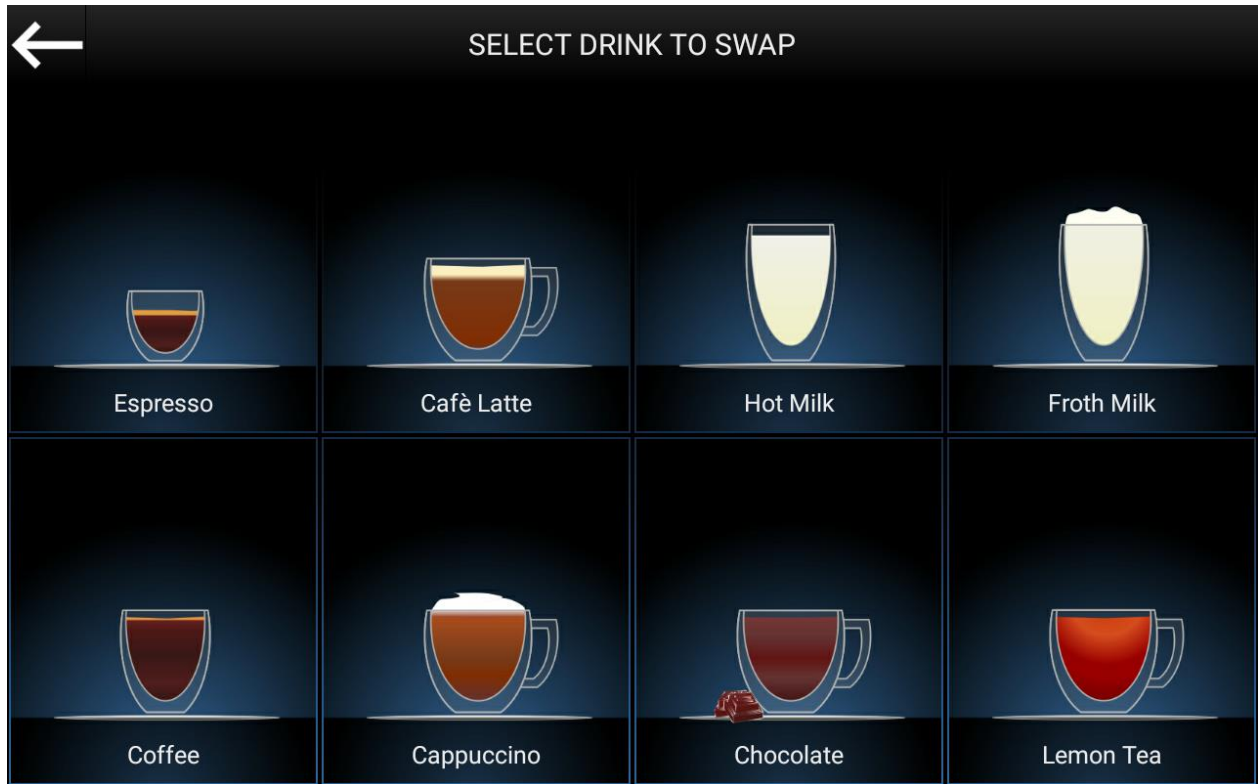 SELECT DRINK TO SWAP
Espresso
Cafè Latte
Hot Milk
Froth Milk
Coffee
Cappuccino
Chocolate
Lemon Tea